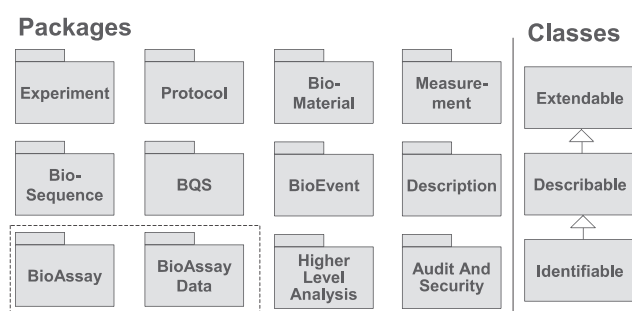 Packages
Classes
Experiment
Protocol
Bio-
Material
Measure-
ment
Extendable
Bio-
Sequence
BQS
BioEvent
Description
Describable
BioAssay
BioAssay
Data
Higher
Level
Analysis
Audit And
Security
Identifiable